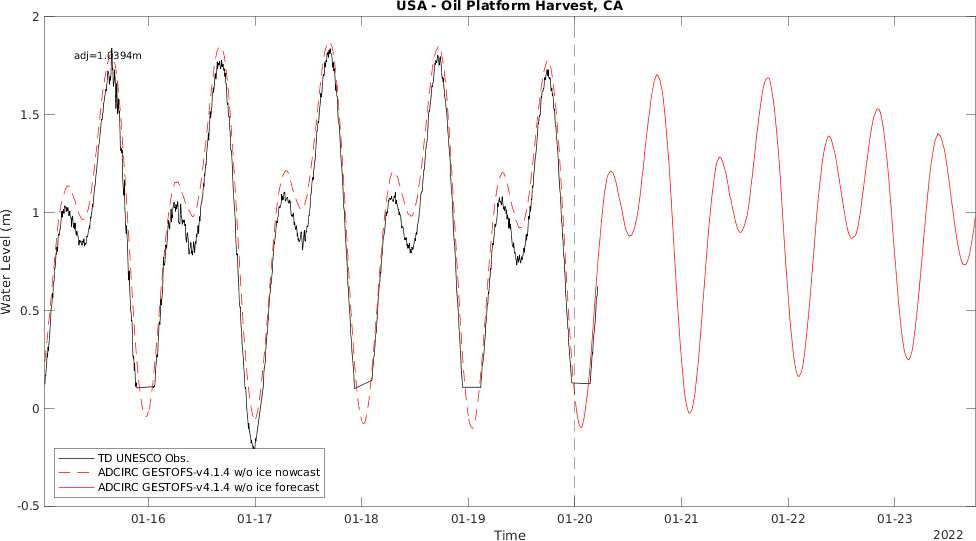 USA - Oil Platform Harvest, CA
adj=1.0394m
Water Level (m)
2
1.5
1
0.5
0
-0.5
TD UNESCO Obs.
ADCIRC GESTOFS-v4.1.4 w/o ice nowcast
ADCIRC GESTOFS-v4.1.4 w/o ice forecast
01-16 01-17 01-18 01-19 01-20 01-21 01-22 01-23
Time
2022